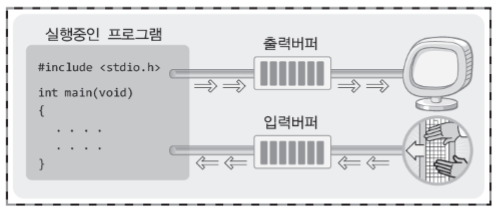 실행중인 프로그램
#include <stdio.h>
int main(void)
{
. . . .
. . . .
}
출력버퍼
입력버퍼